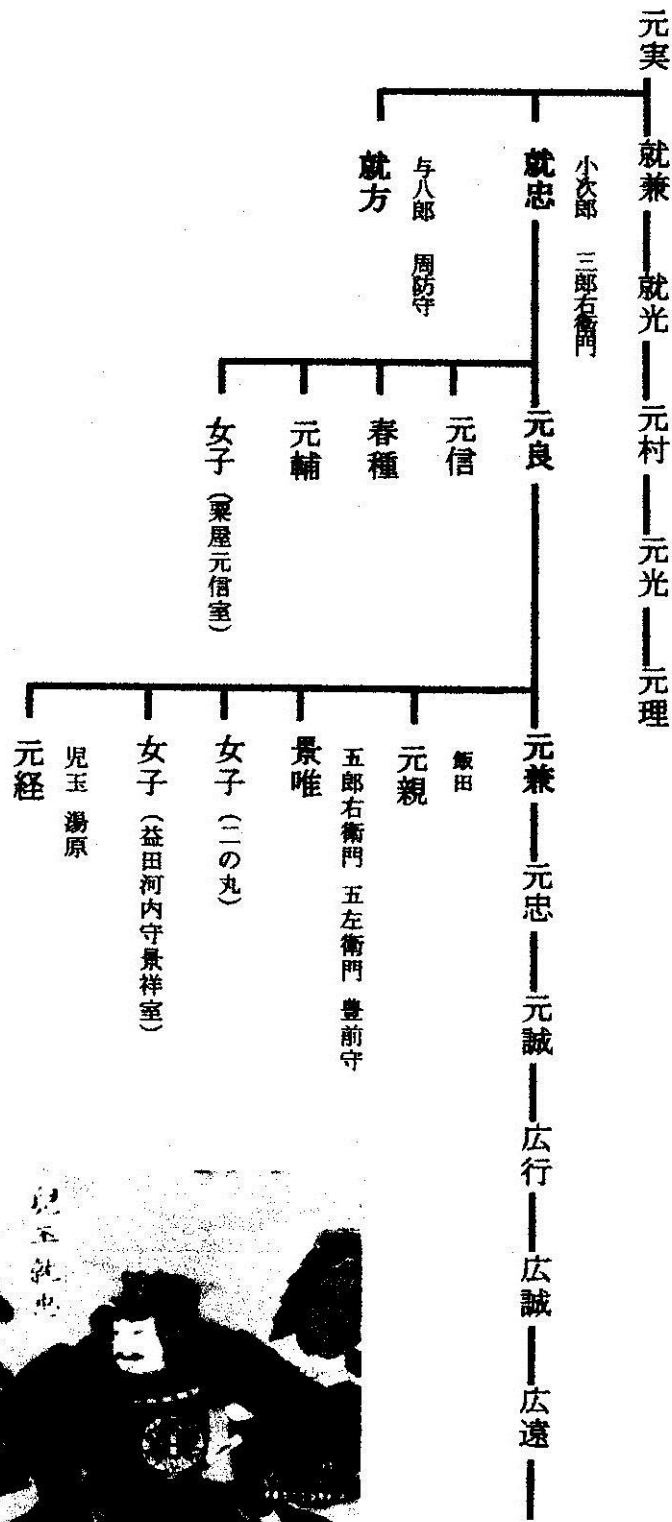 元実
就兼
就光
元村
元光
元理
小次郎 三郎右衛門
就忠
元良
元兼
元忠
元誠
広行
広誠
広遠
与八郎 周防守
就方
元信
春種
元輔
女子 (粟屋元信室)
飯田
元親
五郎右衛門 五左衛門 豊前守
景唯
女子 (二の丸)
女子 (益田河内守景祥室)
児玉 湯原
元経
児玉就忠